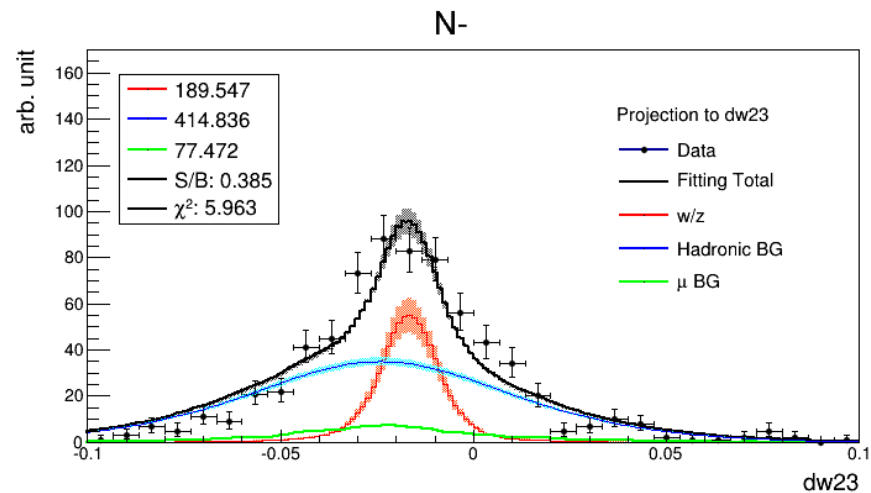 N-
arb. unit
160
140
120
100
80
60
40
20
0
189.547
414.836
77.472
S/B: 0.385
χ²: 5.963
Projection to dw23
Data
Fitting Total
w/z
Hadronic BG
μ BG
-0.1 -0.05 0 0.05 0.1
dw23